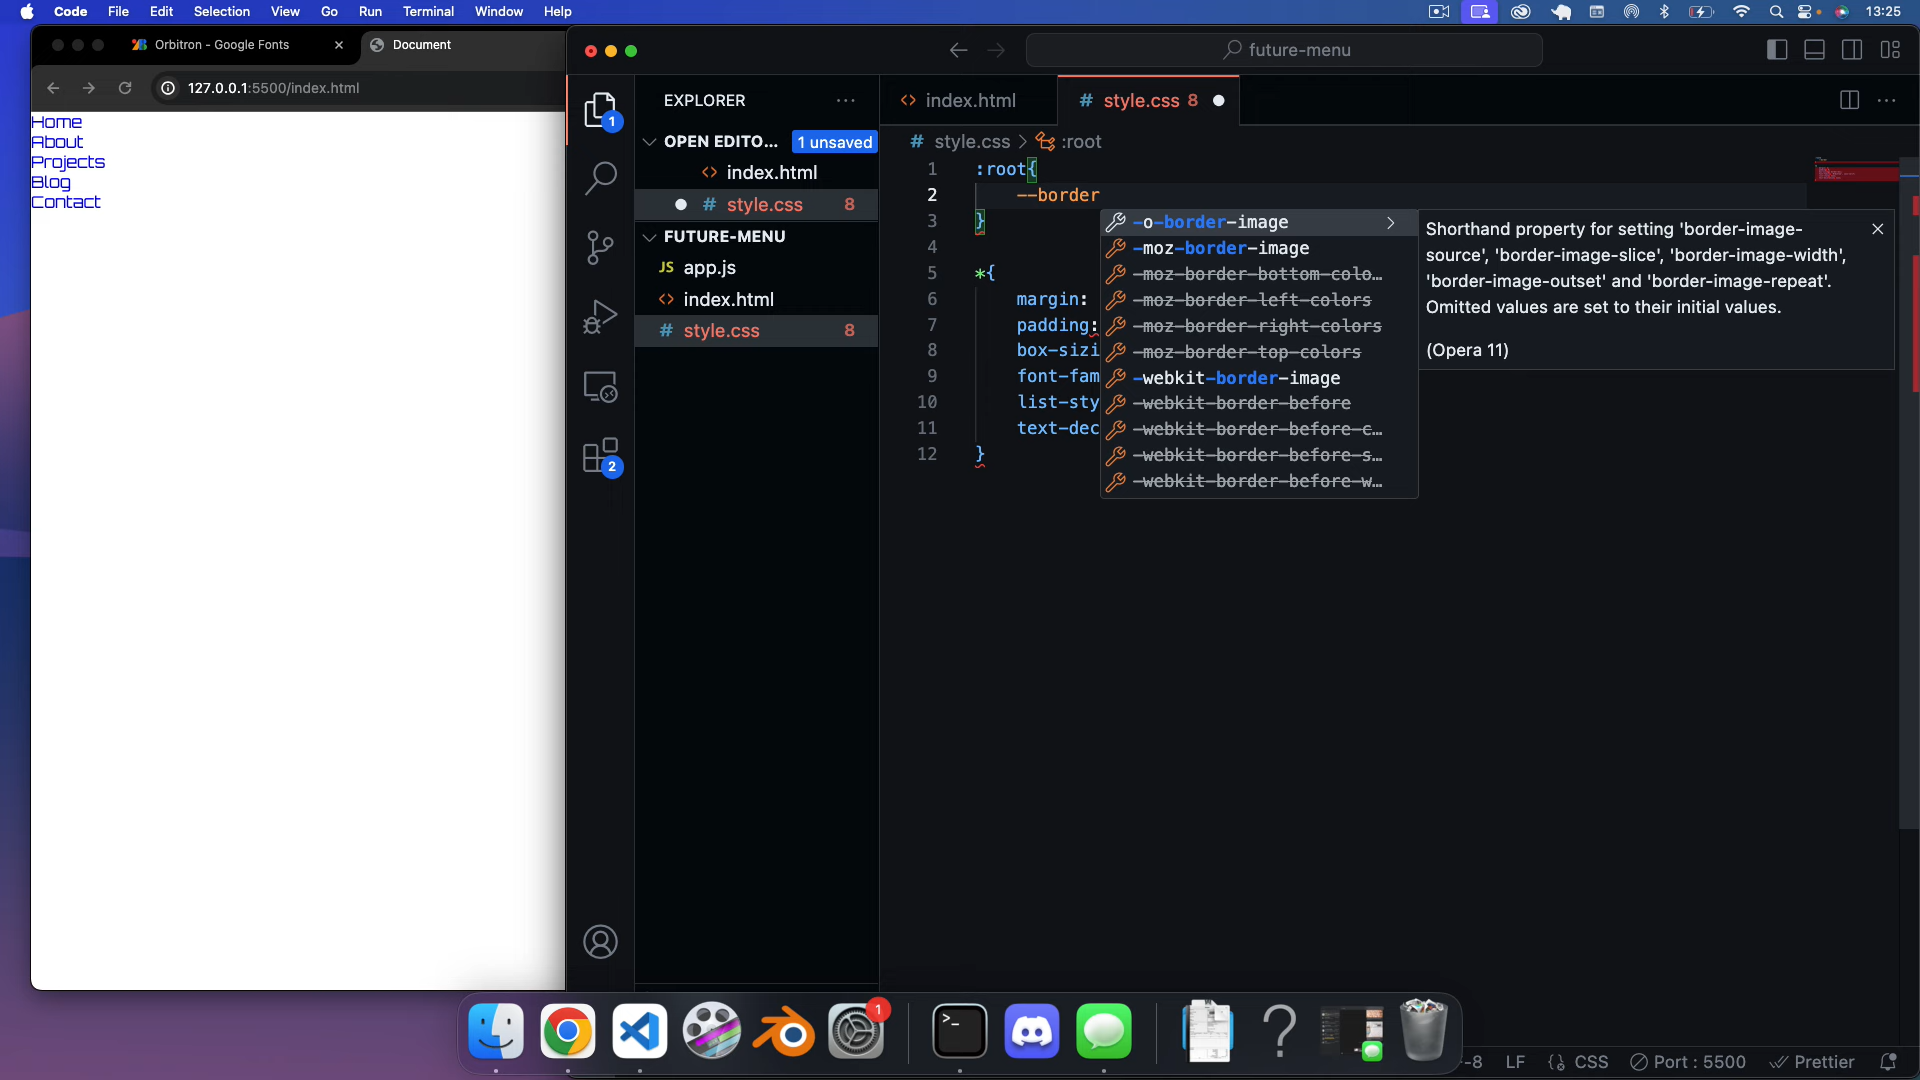 Code File Edit Selection View Go Run Terminal Window Help 13:25
Orbitron - Google Fonts
Document
127.0.0.1:5500/index.html
Home
About
Projects
Blog
Contact
future-menu
EXPLORER
OPEN EDITO... 1 unsaved
index.html
style.css 8
FUTURE-MENU
app.js
index.html
style.css 8
1
2
index.html
style.css 8
style.css > :root
1 :root{
2 --border
3 }
4
5 *{
6 margin:
7 padding:
8 box-sizi
9 font-fam
10 list-sty
11 text-dec
12 }
-o-border-image
-moz-border-image
-moz-border-bottom-colo...
-moz-border-left-colors
-moz-border-right-colors
-moz-border-top-colors
-webkit-border-image
-webkit-border-before
-webkit-border-before-c...
-webkit-border-before-s...
-webkit-border-before-w...
Shorthand property for setting 'border-image-
source', 'border-image-slice', 'border-image-width',
'border-image-outset' and 'border-image-repeat'.
Omitted values are set to their initial values.
(Opera 11)
1
-8 LF CSS Port : 5500 Prettier